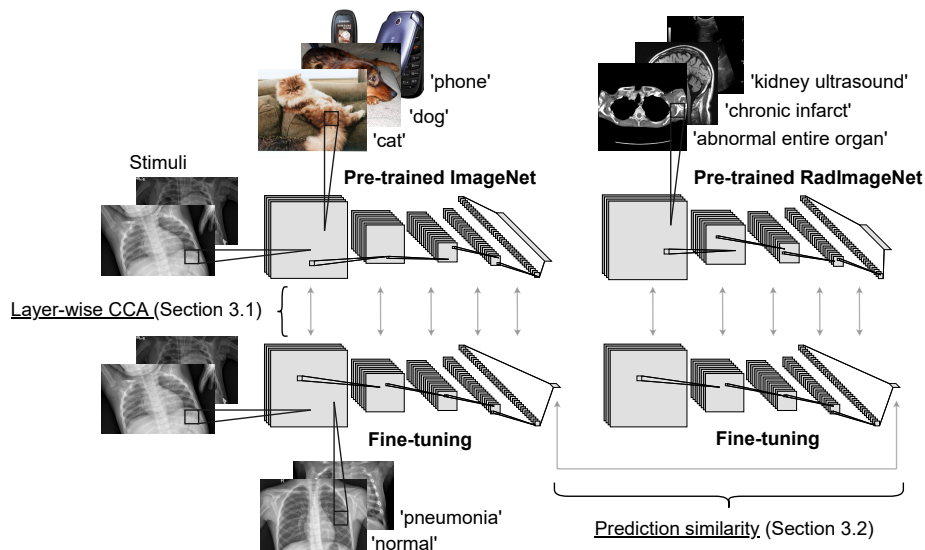 'phone'
'dog'
'cat'
'kidney ultrasound'
'chronic infarct'
'abnormal entire organ'
Stimuli
Pre-trained ImageNet
Pre-trained RadImageNet
Layer-wise CCA (Section 3.1)
Fine-tuning
Fine-tuning
'pneumonia'
'normal'
Prediction similarity (Section 3.2)